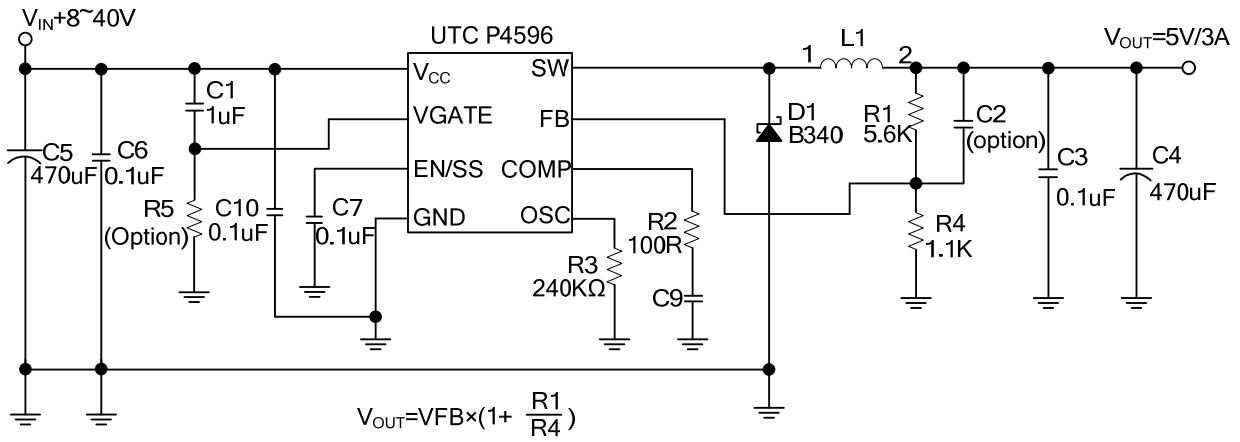 VIN+8~40V
UTC P4596
VOUT=5V/3A
L1
1
2
VCC
SW
VGATE
FB
EN/SS
COMP
GND
OSC
C1
1uF
C5
470uF
C6
0.1uF
R5
(Option)
C10
0.1uF
C7
0.1uF
R3
240KΩ
R2
100R
C9
D1
B340
R1
5.6K
C2
(option)
R4
1.1K
C3
0.1uF
C4
470uF
VOUT=VFB×(1+ R1/R4)